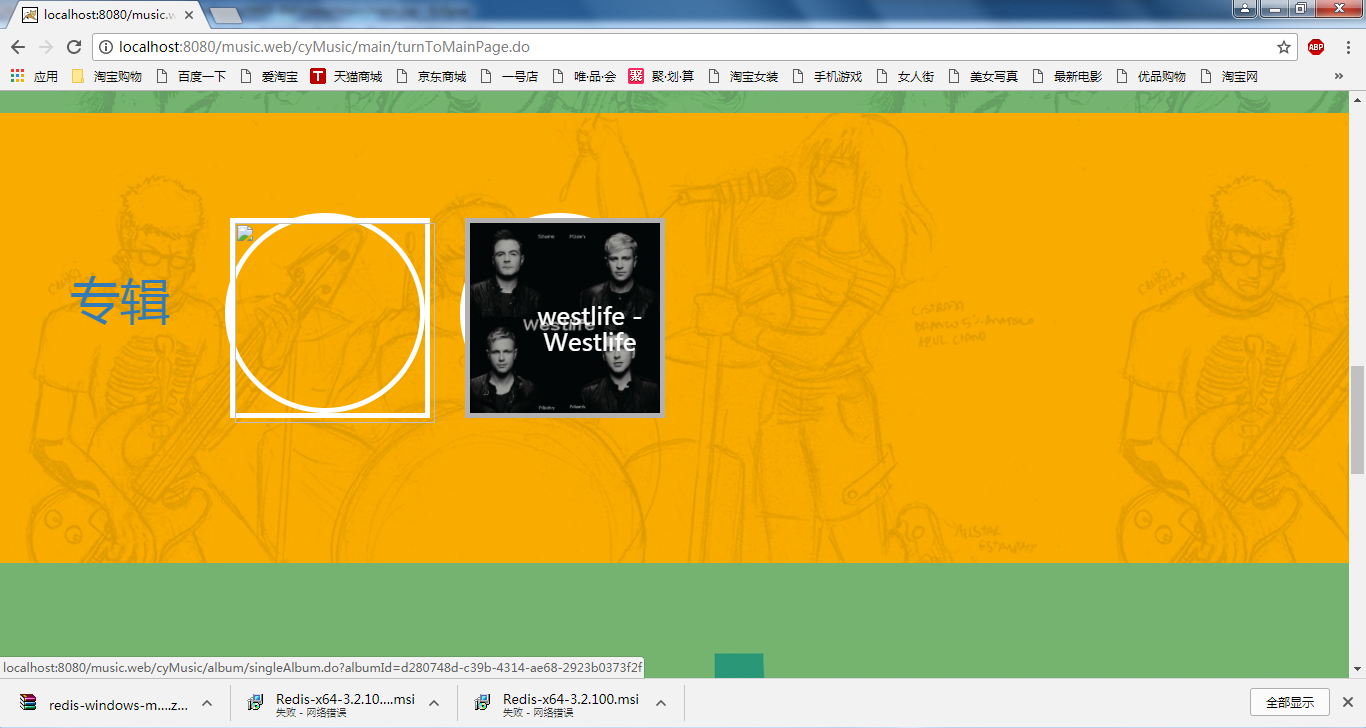 localhost:8080/music.w
localhost:8080/music.web/cyMusic/main/turnToMainPage.do
ABP
应用
淘宝购物
百度一下
爱淘宝
T
天猫商城
京东商城
一号店
唯·品·会
聚
聚·划·算
淘宝女装
手机游戏
女人街
美女写真
最新电影
优品购物
淘宝网
»
专辑
Shane
Kian
westlife -
Westlife
Westlife
Nicky
Mark
localhost:8080/music.web/cyMusic/album/singleAlbum.do?albumId=d280748d-c39b-4314-ae68-2923b0373f2f
redis-windows-m....z...
Redis-x64-3.2.10....msi
失败 - 网络错误
Redis-x64-3.2.100.msi
失败 - 网络错误
全部显示